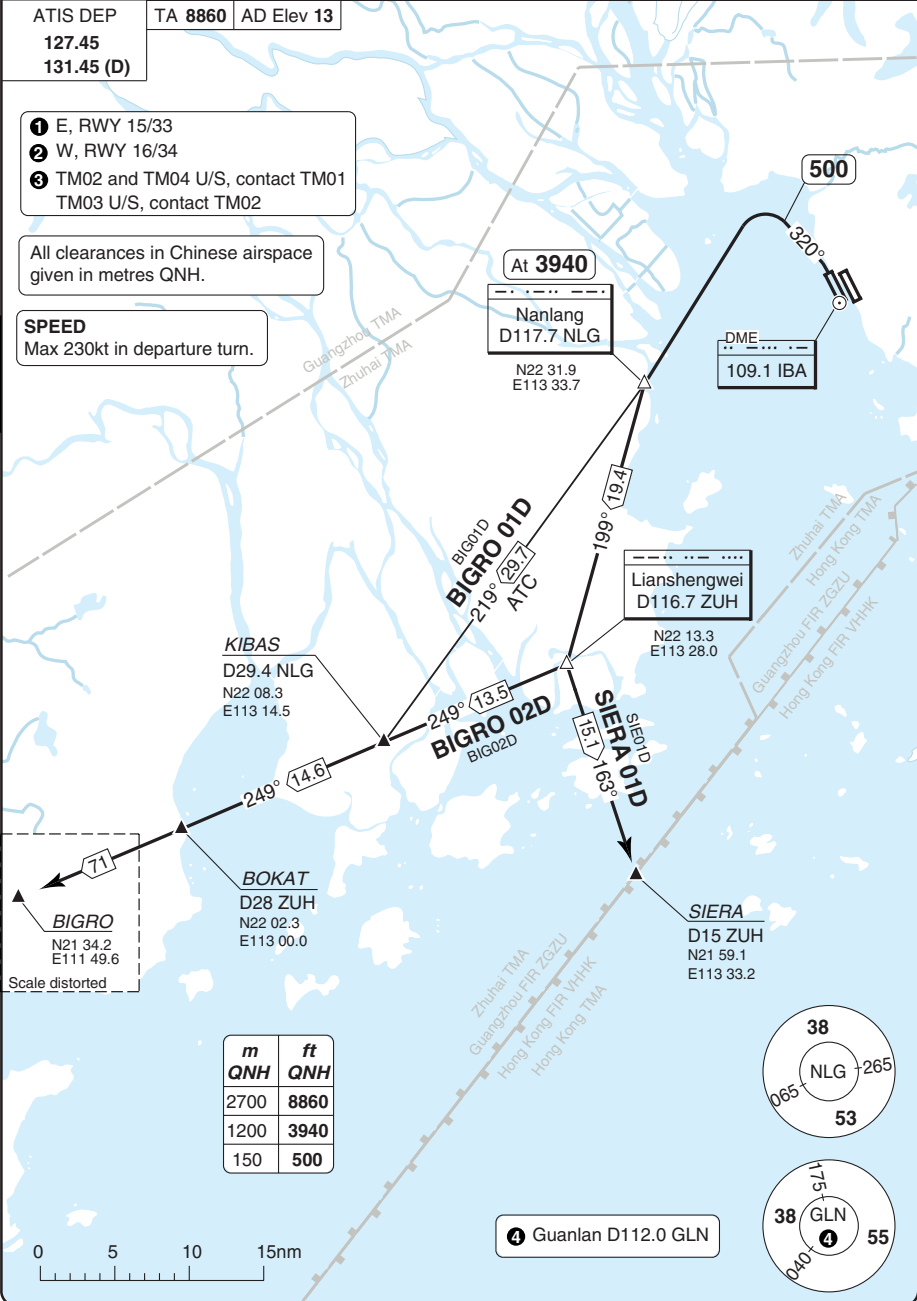 ATIS DEP
127.45
131.45 (D)
TA 8860
AD Elev 13
❶ E, RWY 15/33
❷ W, RWY 16/34
❸ TM02 and TM04 U/S, contact TM01
TM03 U/S, contact TM02
All clearances in Chinese airspace
given in metres QNH.
SPEED
Max 230kt in departure turn.
500
320°
At 3940
Nanlang
D117.7 NLG
N22 31.9
E113 33.7
DME
109.1 IBA
Guangzhou TMA
Zhuhai TMA
199°
19.4
BIG01D
BIGRO 01D
219°
29.7
ATC
Zhuhai TMA
Hong Kong TMA
Guangzhou FIR ZGZU
Hong Kong FIR VHHK
Lianshengwei
D116.7 ZUH
N22 13.3
E113 28.0
KIBAS
D29.4 NLG
N22 08.3
E113 14.5
249°
13.5
BIGRO 02D
BIG02D
SIE01D
SIERA 01D
15.1
163°
249°
14.6
71
BOKAT
D28 ZUH
N22 02.3
E113 00.0
BIGRO
N21 34.2
E111 49.6
Scale distorted
SIERA
D15 ZUH
N21 59.1
E113 33.2
Zhuhai TMA
Guangzhou FIR ZGZU
Hong Kong FIR VHHK
Hong Kong TMA
m ft
QNH QNH
2700 8860
1200 3940
150 500
38
NLG
265
065
53
175
38
GLN
❹
55
040
❹ Guanlan D112.0 GLN
0 5 10 15nm